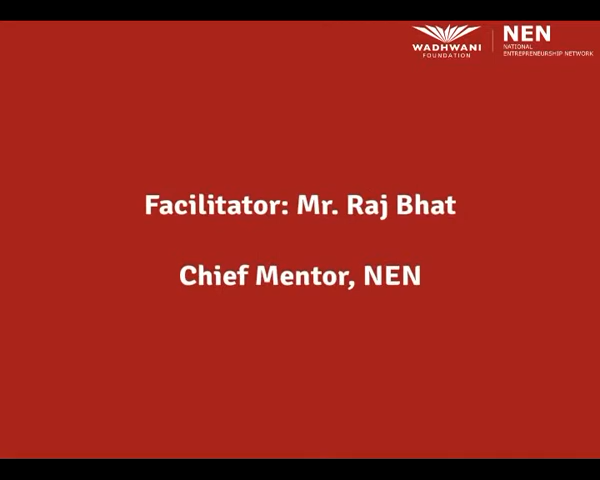 WADHWANI
FOUNDATION
NEN
NATIONAL
ENTREPRENEURSHIP NETWORK
Facilitator: Mr. Raj Bhat
Chief Mentor, NEN